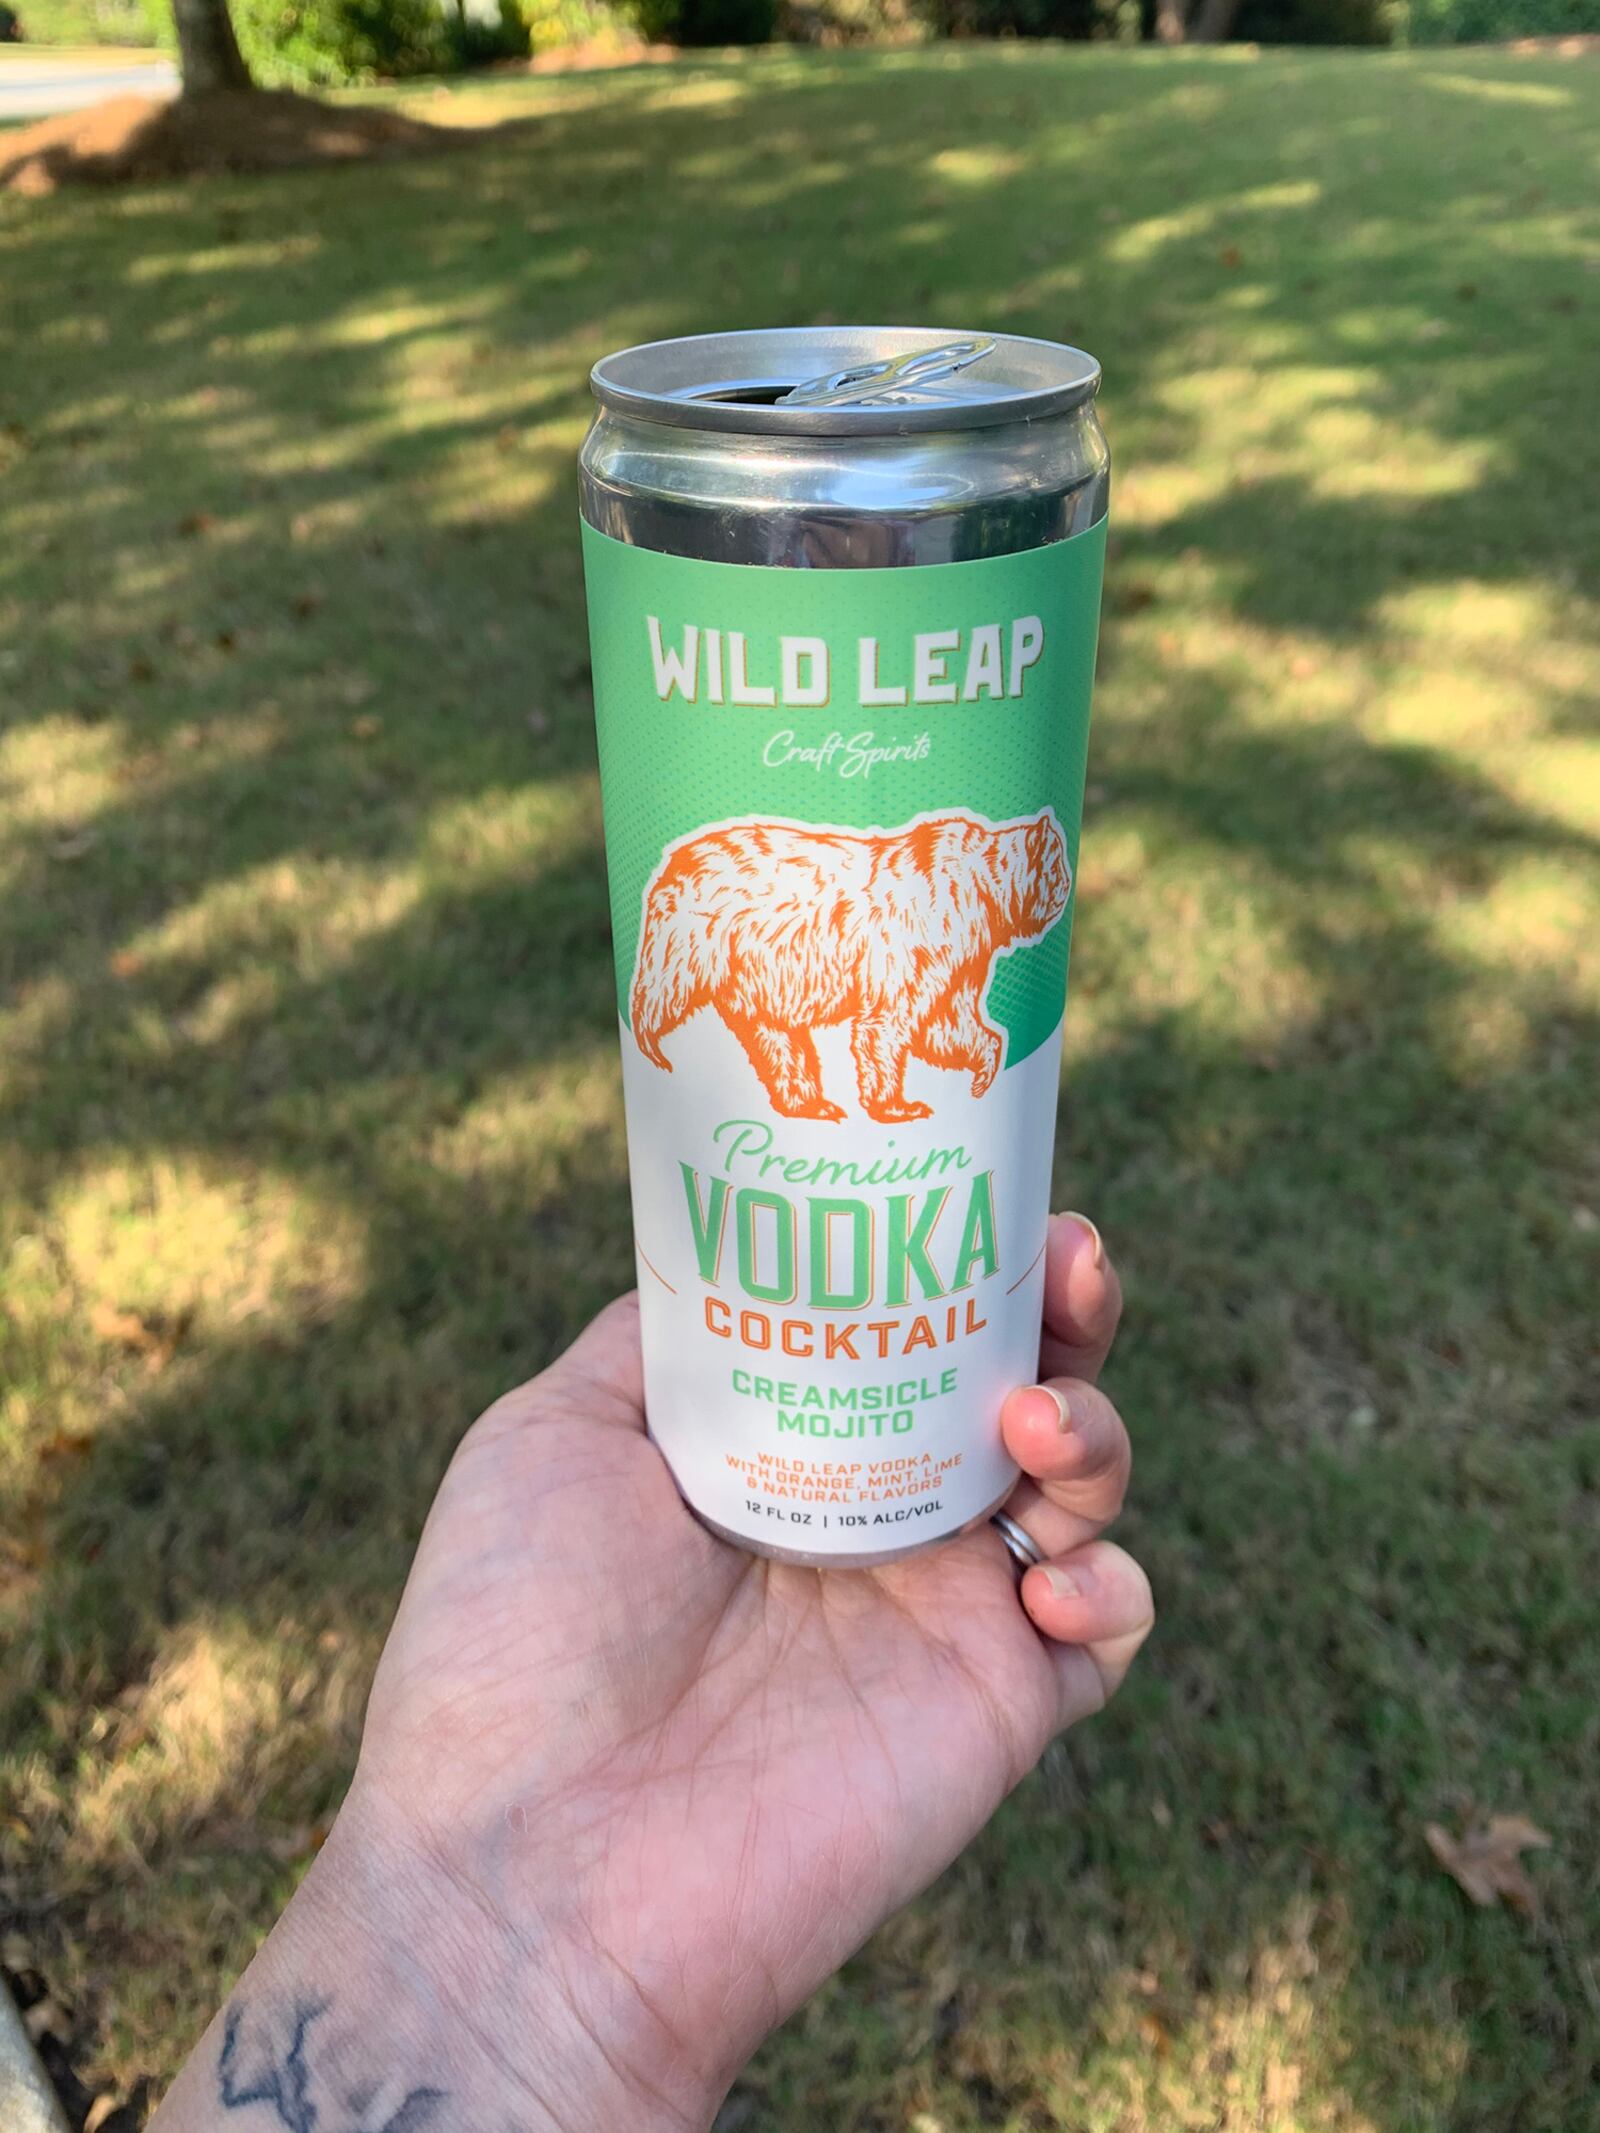 WILD LEAP
Craft Spirits
Premium
VODKA
COCKTAIL
CREAMSICLE
MOJITO
WILD LEAP VODKA
WITH ORANGE, MINT, LIME
& NATURAL FLAVORS
12 FL OZ | 10% ALC/VOL